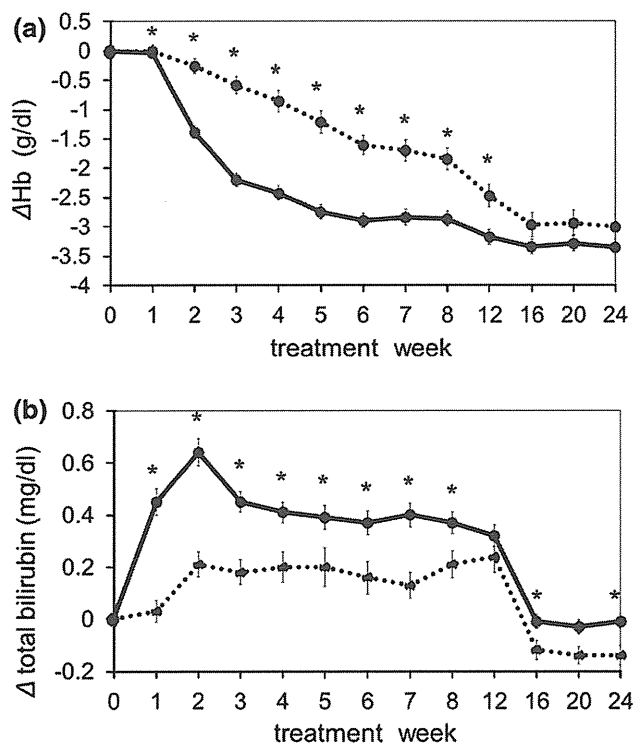 (a)
ΔHb (g/dl)
0.5
0
-0.5
-1
-1.5
-2
-2.5
-3
-3.5
-4
* * * * * * * * *
0 1 2 3 4 5 6 7 8 12 16 20 24
treatment week
(b)
Δ total bilirubin (mg/dl)
0.8
0.6
0.4
0.2
0
-0.2
* * * * * * * * * *
0 1 2 3 4 5 6 7 8 12 16 20 24
treatment week